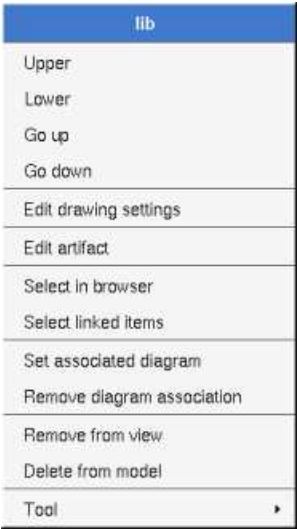 lib
Upper
Lower
Go up
Go down
Edit drawing settings
Edit artifact
Select in browser
Select linked items
Set associated diagram
Remove diagram association
Remove from view
Delete from model
Tool